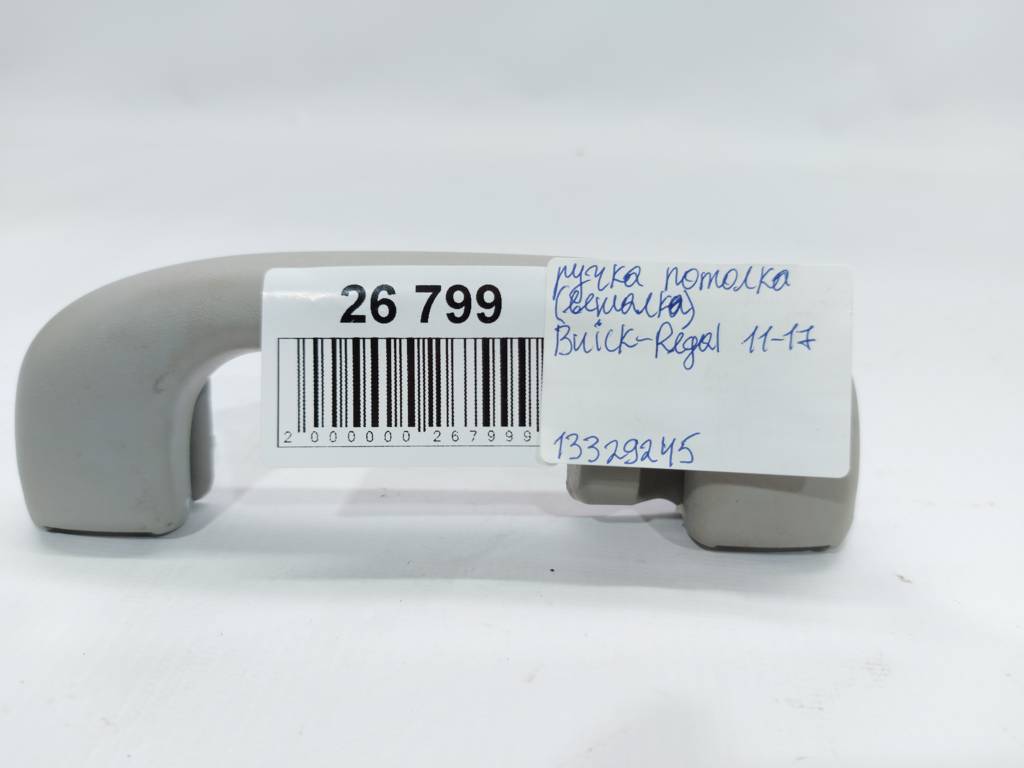 26 799
2 000000 267999
ручка потолка
(вешалка)
Buick-Regal 11-17
13329245